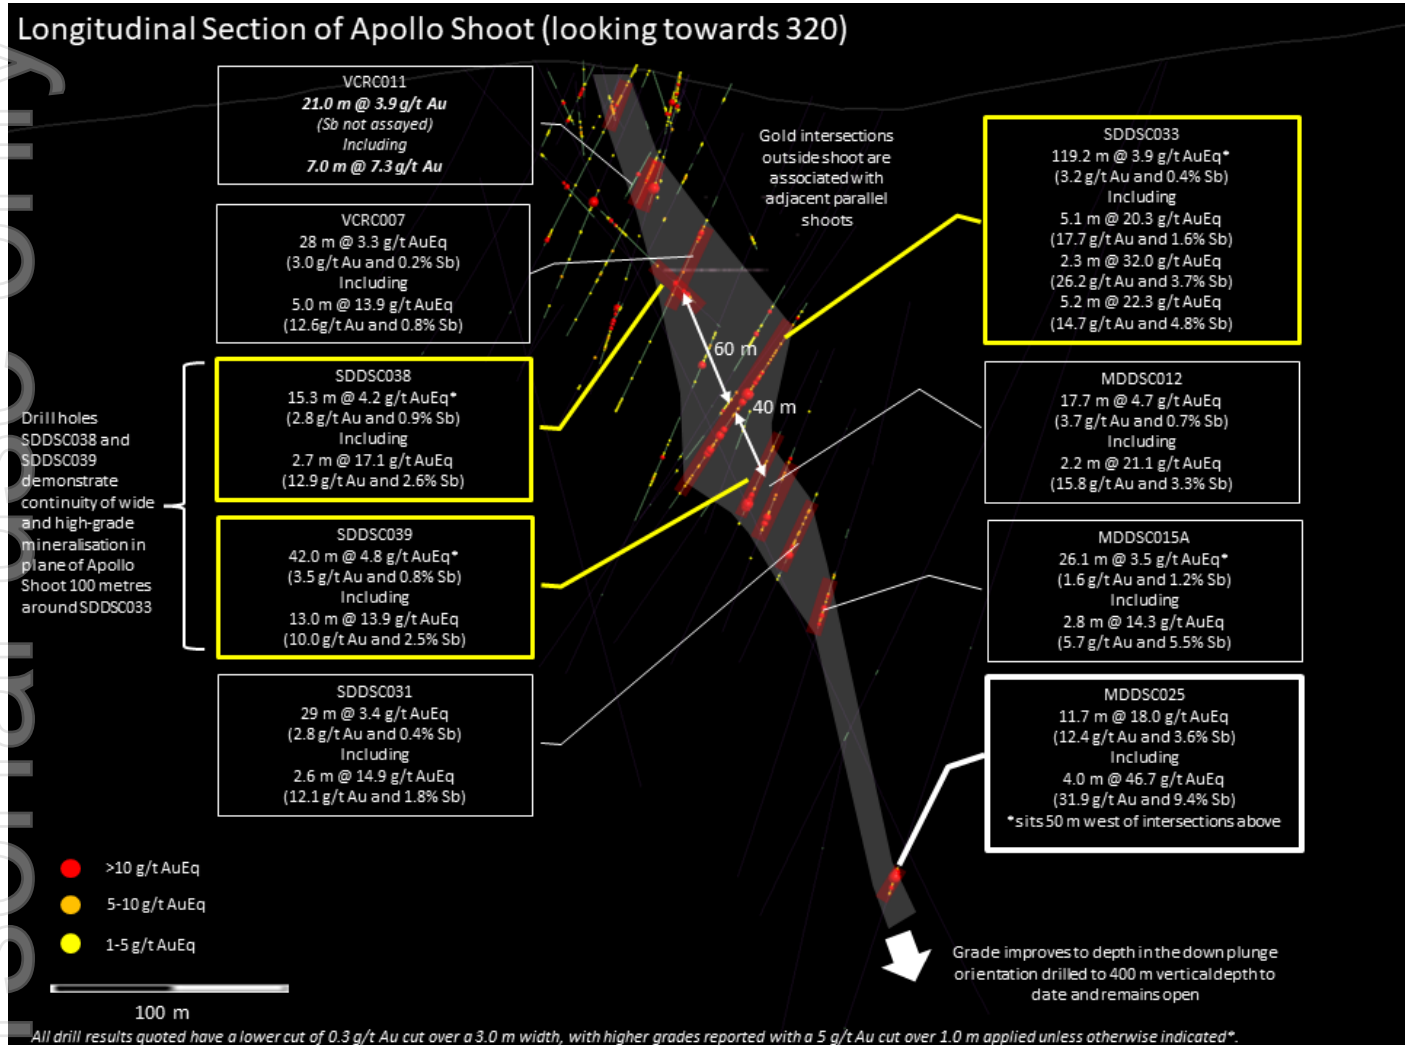 Longitudinal Section of Apollo Shoot (looking towards 320)
VCRC011
21.0 m @ 3.9 g/t Au
(Sb not assayed)
Including
7.0 m @ 7.3 g/t Au
VCRC007
28 m @ 3.3 g/t AuEq
(3.0 g/t Au and 0.2% Sb)
Including
5.0 m @ 13.9 g/t AuEq
(12.6g/t Au and 0.8% Sb)
SDDSC038
15.3 m @ 4.2 g/t AuEq*
(2.8 g/t Au and 0.9% Sb)
Including
2.7 m @ 17.1 g/t AuEq
(12.9 g/t Au and 2.6% Sb)
SDDSC039
42.0 m @ 4.8 g/t AuEq*
(3.5 g/t Au and 0.8% Sb)
Including
13.0 m @ 13.9 g/t AuEq
(10.0 g/t Au and 2.5% Sb)
SDDSC031
29 m @ 3.4 g/t AuEq
(2.8 g/t Au and 0.4% Sb)
Including
2.6 m @ 14.9 g/t AuEq
(12.1 g/t Au and 1.8% Sb)
Drill holes
SDDSC038 and
SDDSC039
demonstrate
continuity of wide
and high-grade
mineralisation in
plane of Apollo
Shoot 100 metres
around SDDSC033
Gold intersections
outside shoot are
associated with
adjacent parallel
shoots
60 m
40 m
SDDSC033
119.2 m @ 3.9 g/t AuEq*
(3.2 g/t Au and 0.4% Sb)
Including
5.1 m @ 20.3 g/t AuEq
(17.7 g/t Au and 1.6% Sb)
2.3 m @ 32.0 g/t AuEq
(26.2 g/t Au and 3.7% Sb)
5.2 m @ 22.3 g/t AuEq
(14.7 g/t Au and 4.8% Sb)
MDDSC012
17.7 m @ 4.7 g/t AuEq
(3.7 g/t Au and 0.7% Sb)
Including
2.2 m @ 21.1 g/t AuEq
(15.8 g/t Au and 3.3% Sb)
MDDSC015A
26.1 m @ 3.5 g/t AuEq*
(1.6 g/t Au and 1.2% Sb)
Including
2.8 m @ 14.3 g/t AuEq
(5.7 g/t Au and 5.5% Sb)
MDDSC025
11.7 m @ 18.0 g/t AuEq
(12.4 g/t Au and 3.6% Sb)
Including
4.0 m @ 46.7 g/t AuEq
(31.9 g/t Au and 9.4% Sb)
*sits 50 m west of intersections above
>10 g/t AuEq
5-10 g/t AuEq
1-5 g/t AuEq
100 m
Grade improves to depth in the down plunge
orientation drilled to 400 m vertical depth to
date and remains open
All drill results quoted have a lower cut of 0.3 g/t Au cut over a 3.0 m width, with higher grades reported with a 5 g/t Au cut over 1.0 m applied unless otherwise indicated*.